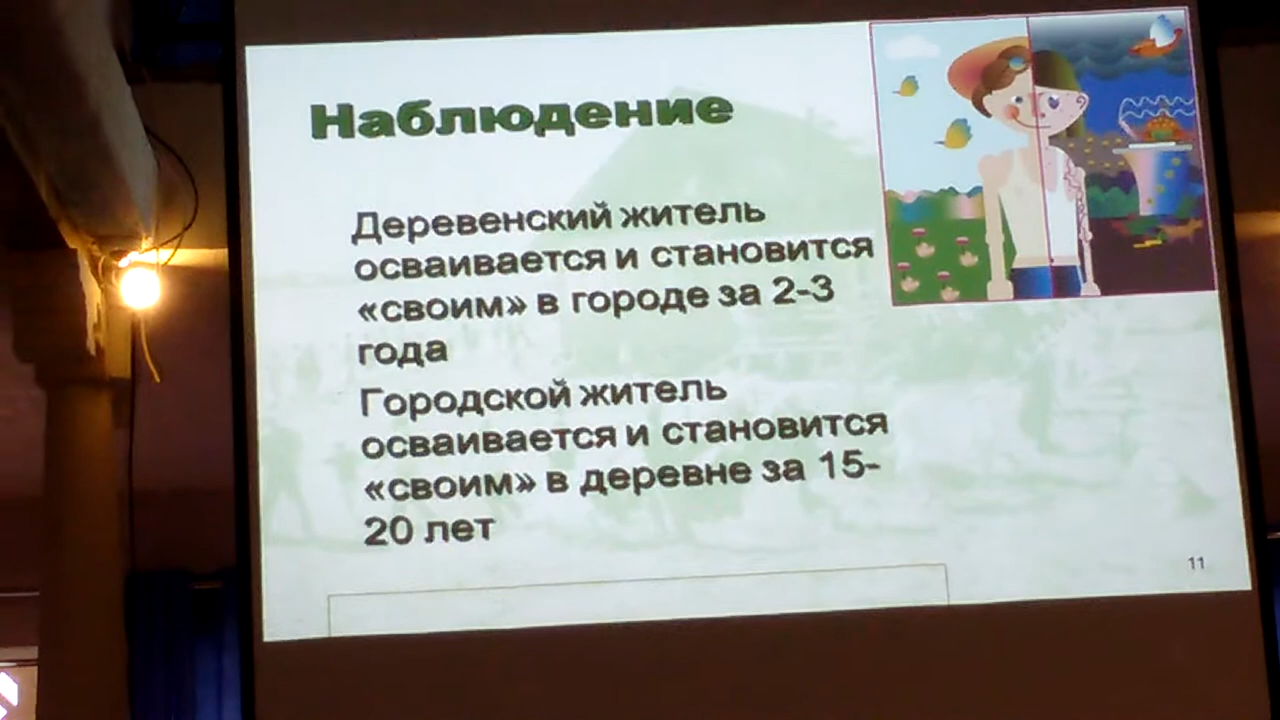 Наблюдение
Деревенский житель
осваивается и становится
«своим» в городе за 2-3
года
Городской житель
осваивается и становится
«своим» в деревне за 15-
20 лет
11